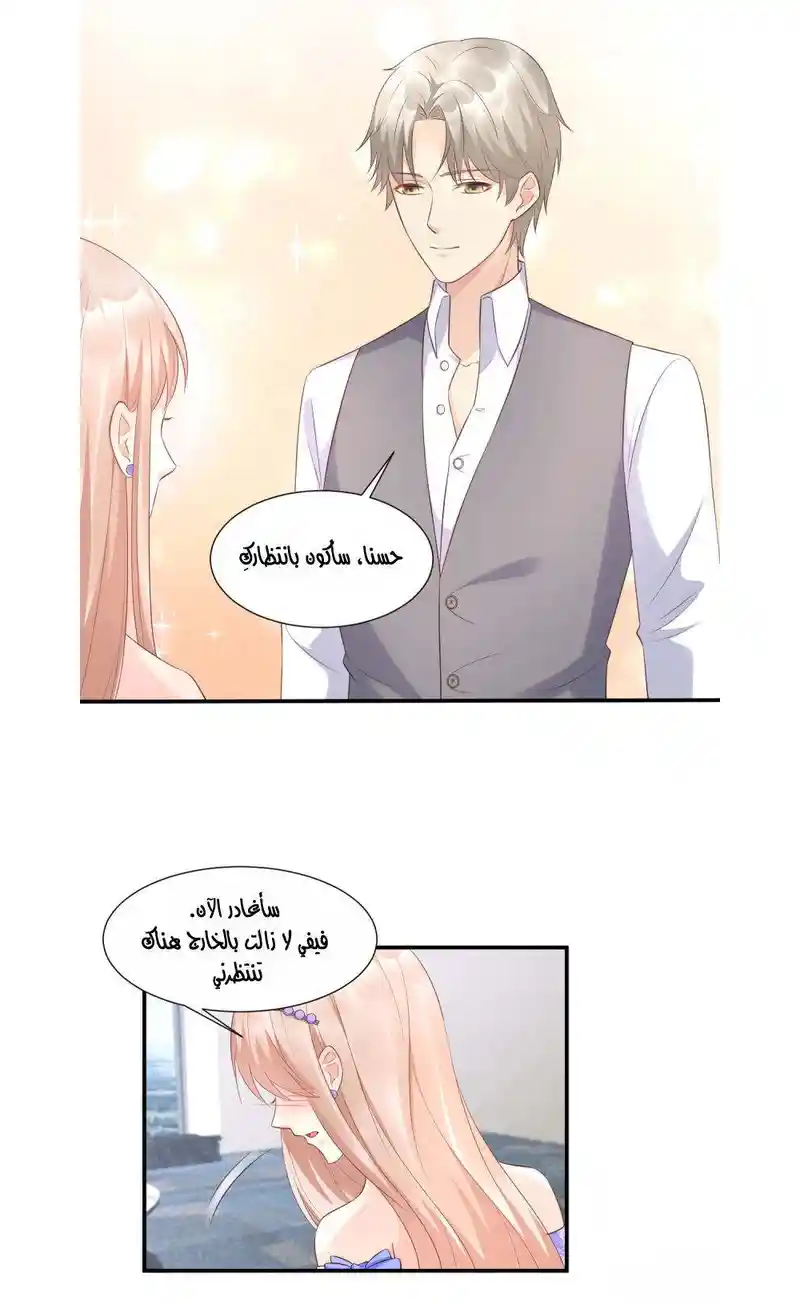 حسنا، سأكون بانتظاركِ
سأغادر الآن.
فيفي لا زالت بالخارج هناك
تنتظرني